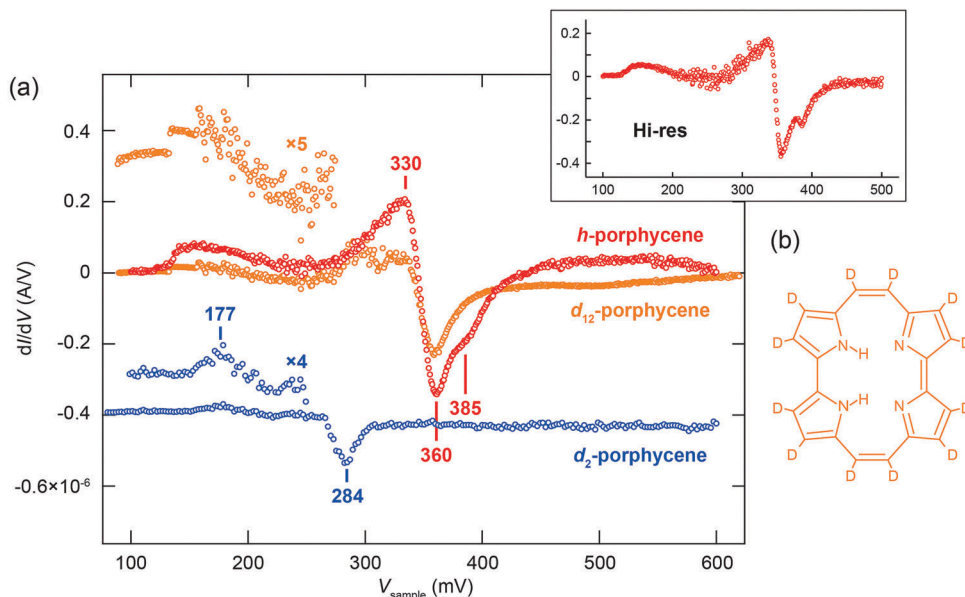 (a)
0.4
0.2
0
-0.2
-0.4
-0.6×10⁻⁶
dI/dV (A/V)
100
200
300
400
500
600
V_sample (mV)
×5
330
h-porphycene
d₁₂-porphycene
177
×4
385
360
284
d₂-porphycene
0.2
0
-0.2
-0.4
Hi-res
100
200
300
400
500
(b)
D D
D D
D N H N D
D N H N D
D D